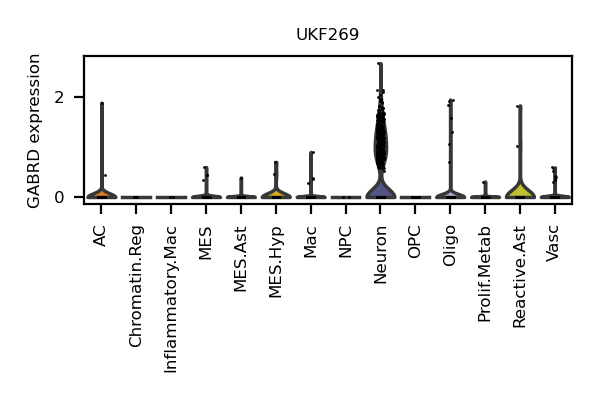 UKF269
GABRD expression
2
0
AC
Chromatin.Reg
Inflammatory.Mac
MES
MES.Ast
MES.Hyp
Mac
NPC
Neuron
OPC
Oligo
Prolif.Metab
Reactive.Ast
Vasc